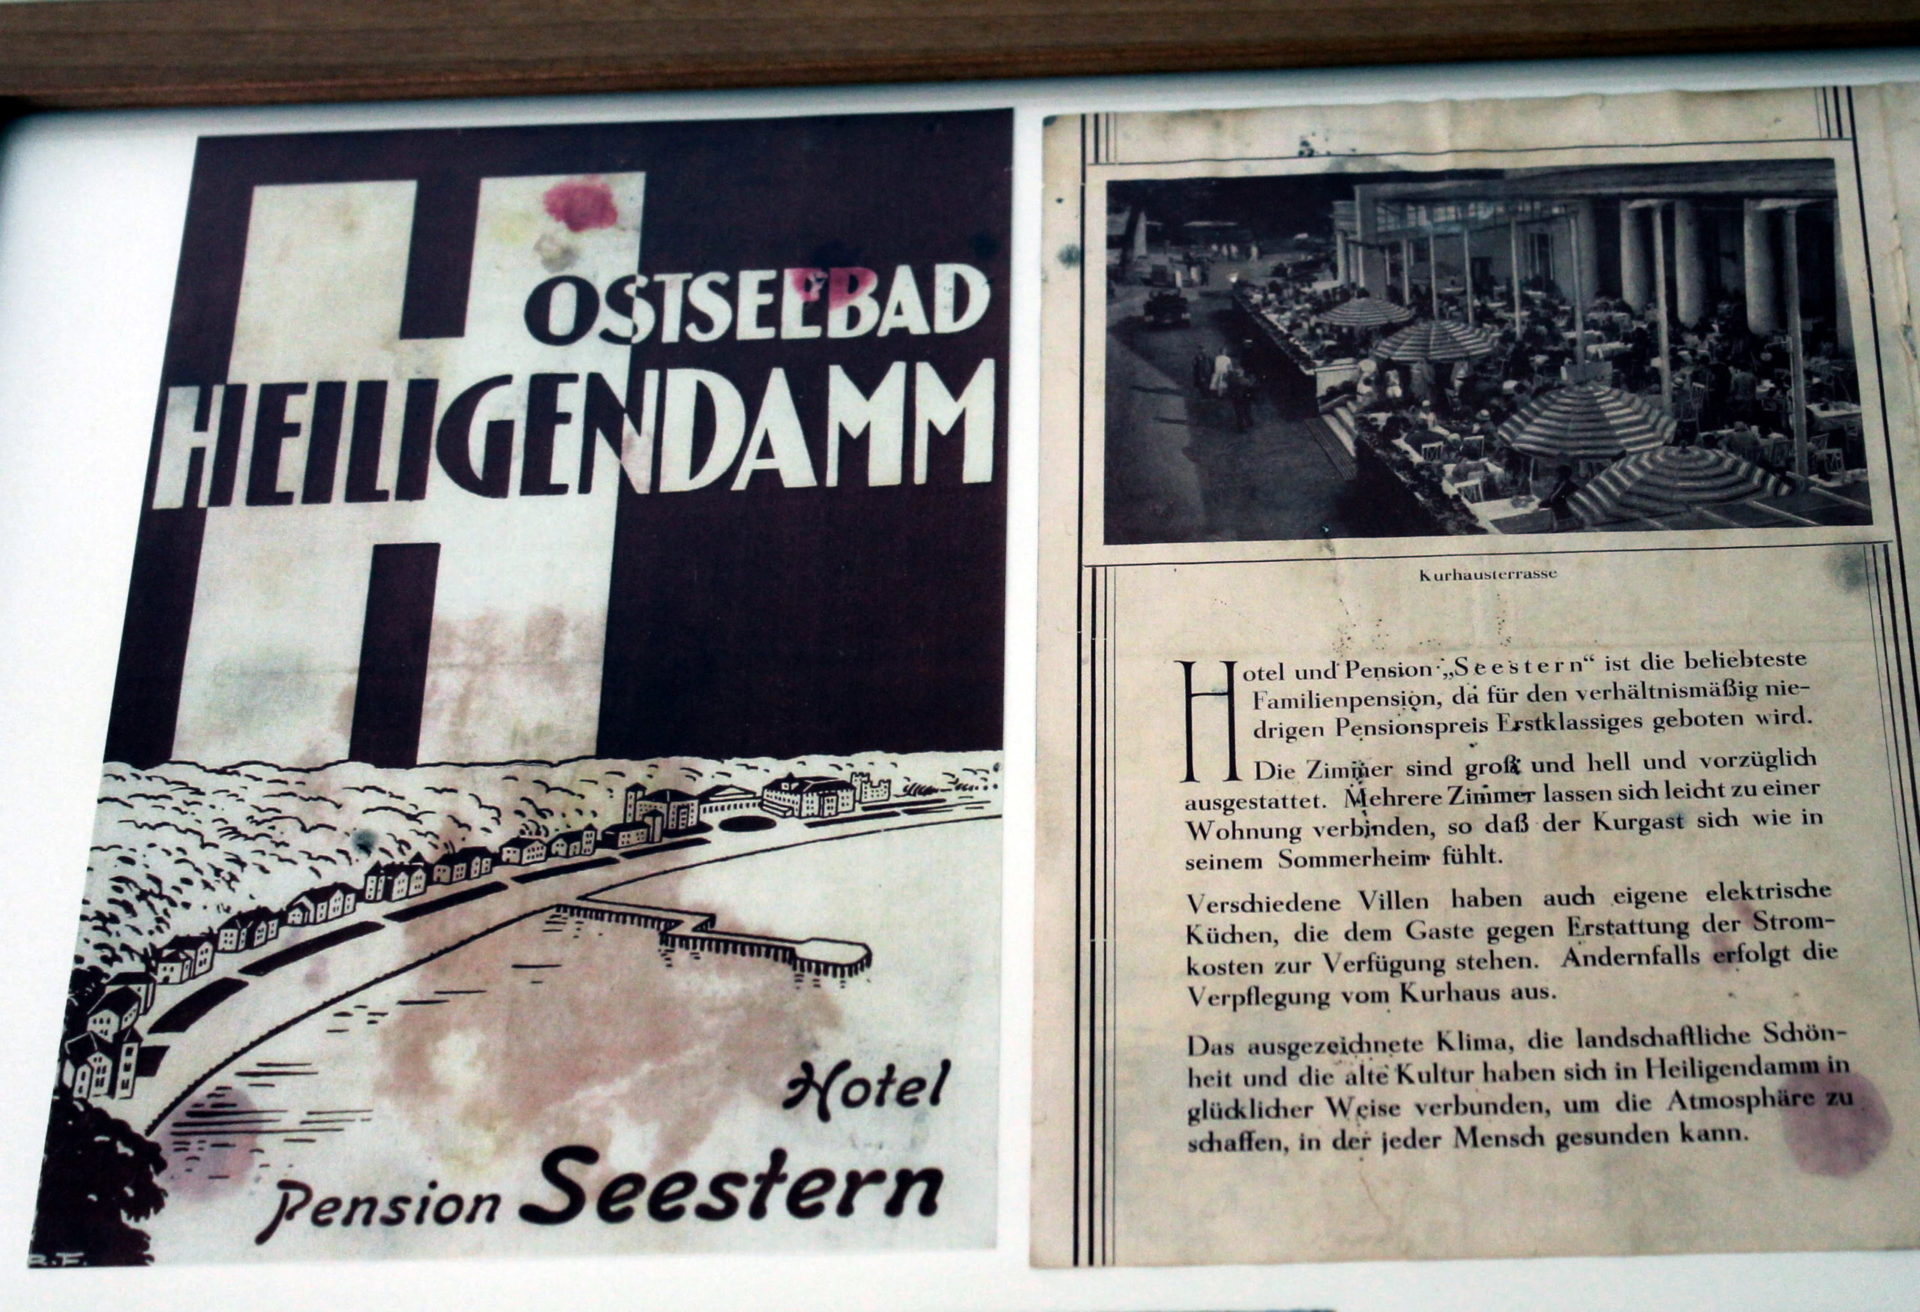 OSTSEEBAD
HEILIGENDAMM
Hotel
Pension Seestern
Kurhausterrasse
Hotel und Pension „Seestern“ ist die beliebteste
Familienpension, da für den verhältnismäßig nie-
drigen Pensionspreis Erstklassiges geboten wird.
Die Zimmer sind groß und hell und vorzüglich
ausgestattet. Mehrere Zimmer lassen sich leicht zu einer
Wohnung verbinden, so daß der Kurgast sich wie in
seinem Sommerheim fühlt.
Verschiedene Villen haben auch eigene elektrische
Küchen, die dem Gaste gegen Erstattung der Strom-
kosten zur Verfügung stehen. Andernfalls erfolgt die
Verpflegung vom Kurhaus aus.
Das ausgezeichnete Klima, die landschaftliche Schön-
heit und die alte Kultur haben sich in Heiligendamm in
glücklicher Weise verbunden, um die Atmosphäre zu
schaffen, in der jeder Mensch gesunden kann.